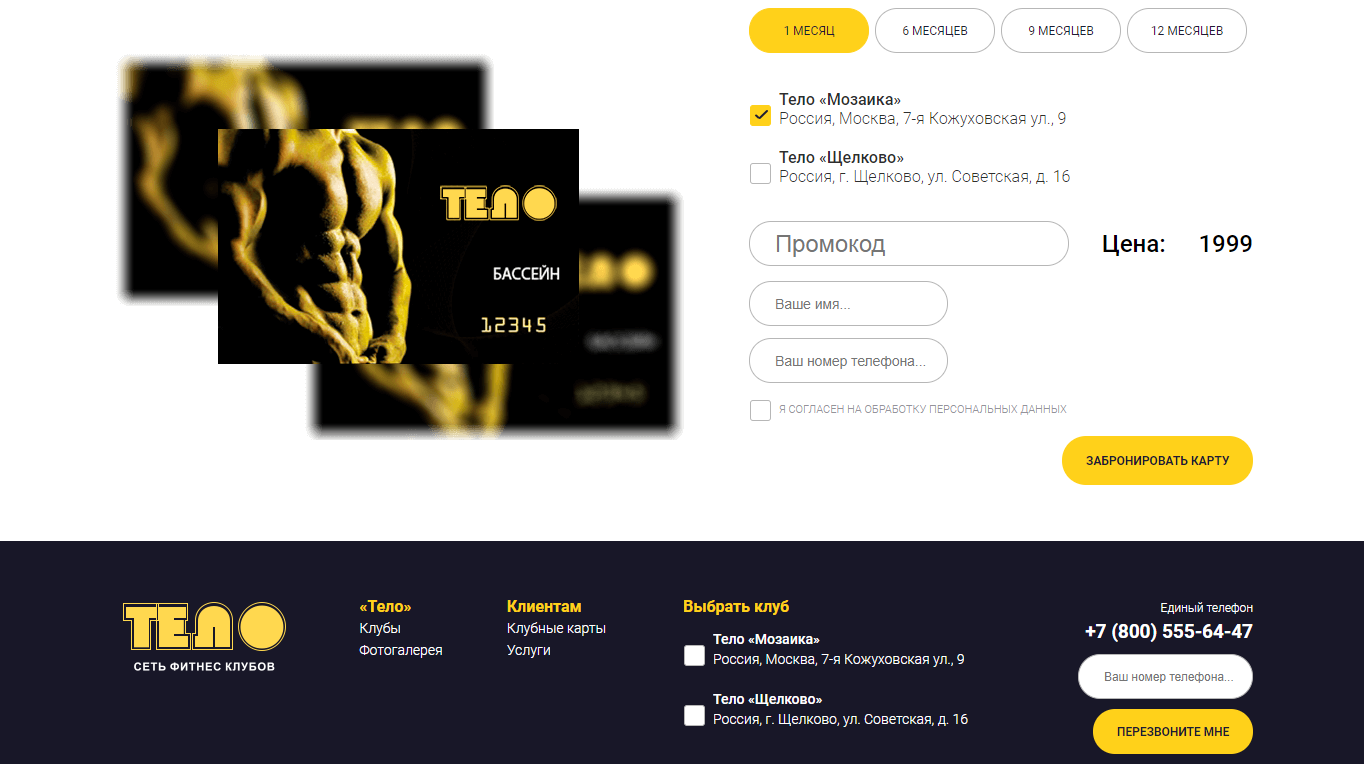 1 МЕСЯЦ
6 МЕСЯЦЕВ
9 МЕСЯЦЕВ
12 МЕСЯЦЕВ
ТЕЛО
БАССЕЙН
12345
Тело «Мозаика»
Россия, Москва, 7-я Кожуховская ул., 9
Тело «Щелково»
Россия, г. Щелково, ул. Советская, д. 16
Промокод
Цена: 1999
Ваше имя...
Ваш номер телефона...
Я СОГЛАСЕН НА ОБРАБОТКУ ПЕРСОНАЛЬНЫХ ДАННЫХ
ЗАБРОНИРОВАТЬ КАРТУ
ТЕЛО
СЕТЬ ФИТНЕС КЛУБОВ
«Тело»
Клубы
Фотогалерея
Клиентам
Клубные карты
Услуги
Выбрать клуб
Тело «Мозаика»
Россия, Москва, 7-я Кожуховская ул., 9
Тело «Щелково»
Россия, г. Щелково, ул. Советская, д. 16
Единый телефон
+7 (800) 555-64-47
Ваш номер телефона...
ПЕРЕЗВОНИТЕ МНЕ